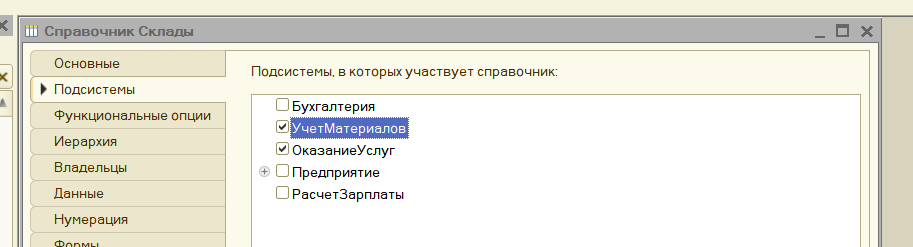 Справочник Склады
Основные
Подсистемы
Функциональные опции
Иерархия
Владельцы
Данные
Нумерация
Формы
Подсистемы, в которых участвует справочник:
Бухгалтерия
УчетМатериалов
ОказаниеУслуг
Предприятие
РасчетЗарплаты